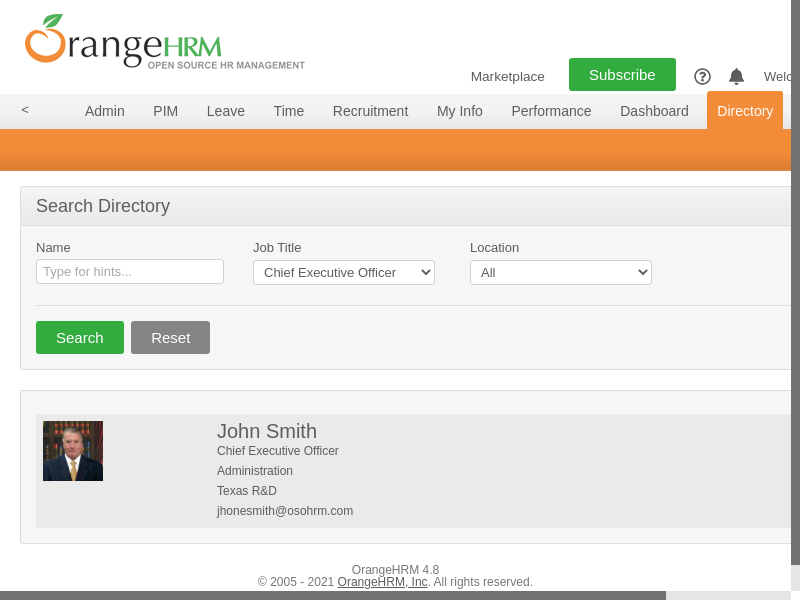 OrangeHRM
OPEN SOURCE HR MANAGEMENT
Marketplace Subscribe
< Admin PIM Leave Time Recruitment My Info Performance Dashboard Directory
Search Directory
Name Job Title Location
Type for hints... Chief Executive Officer All
Search Reset
John Smith
Chief Executive Officer
Administration
Texas R&D
jhonesmith@osohrm.com
OrangeHRM 4.8
© 2005 - 2021 OrangeHRM, Inc. All rights reserved.